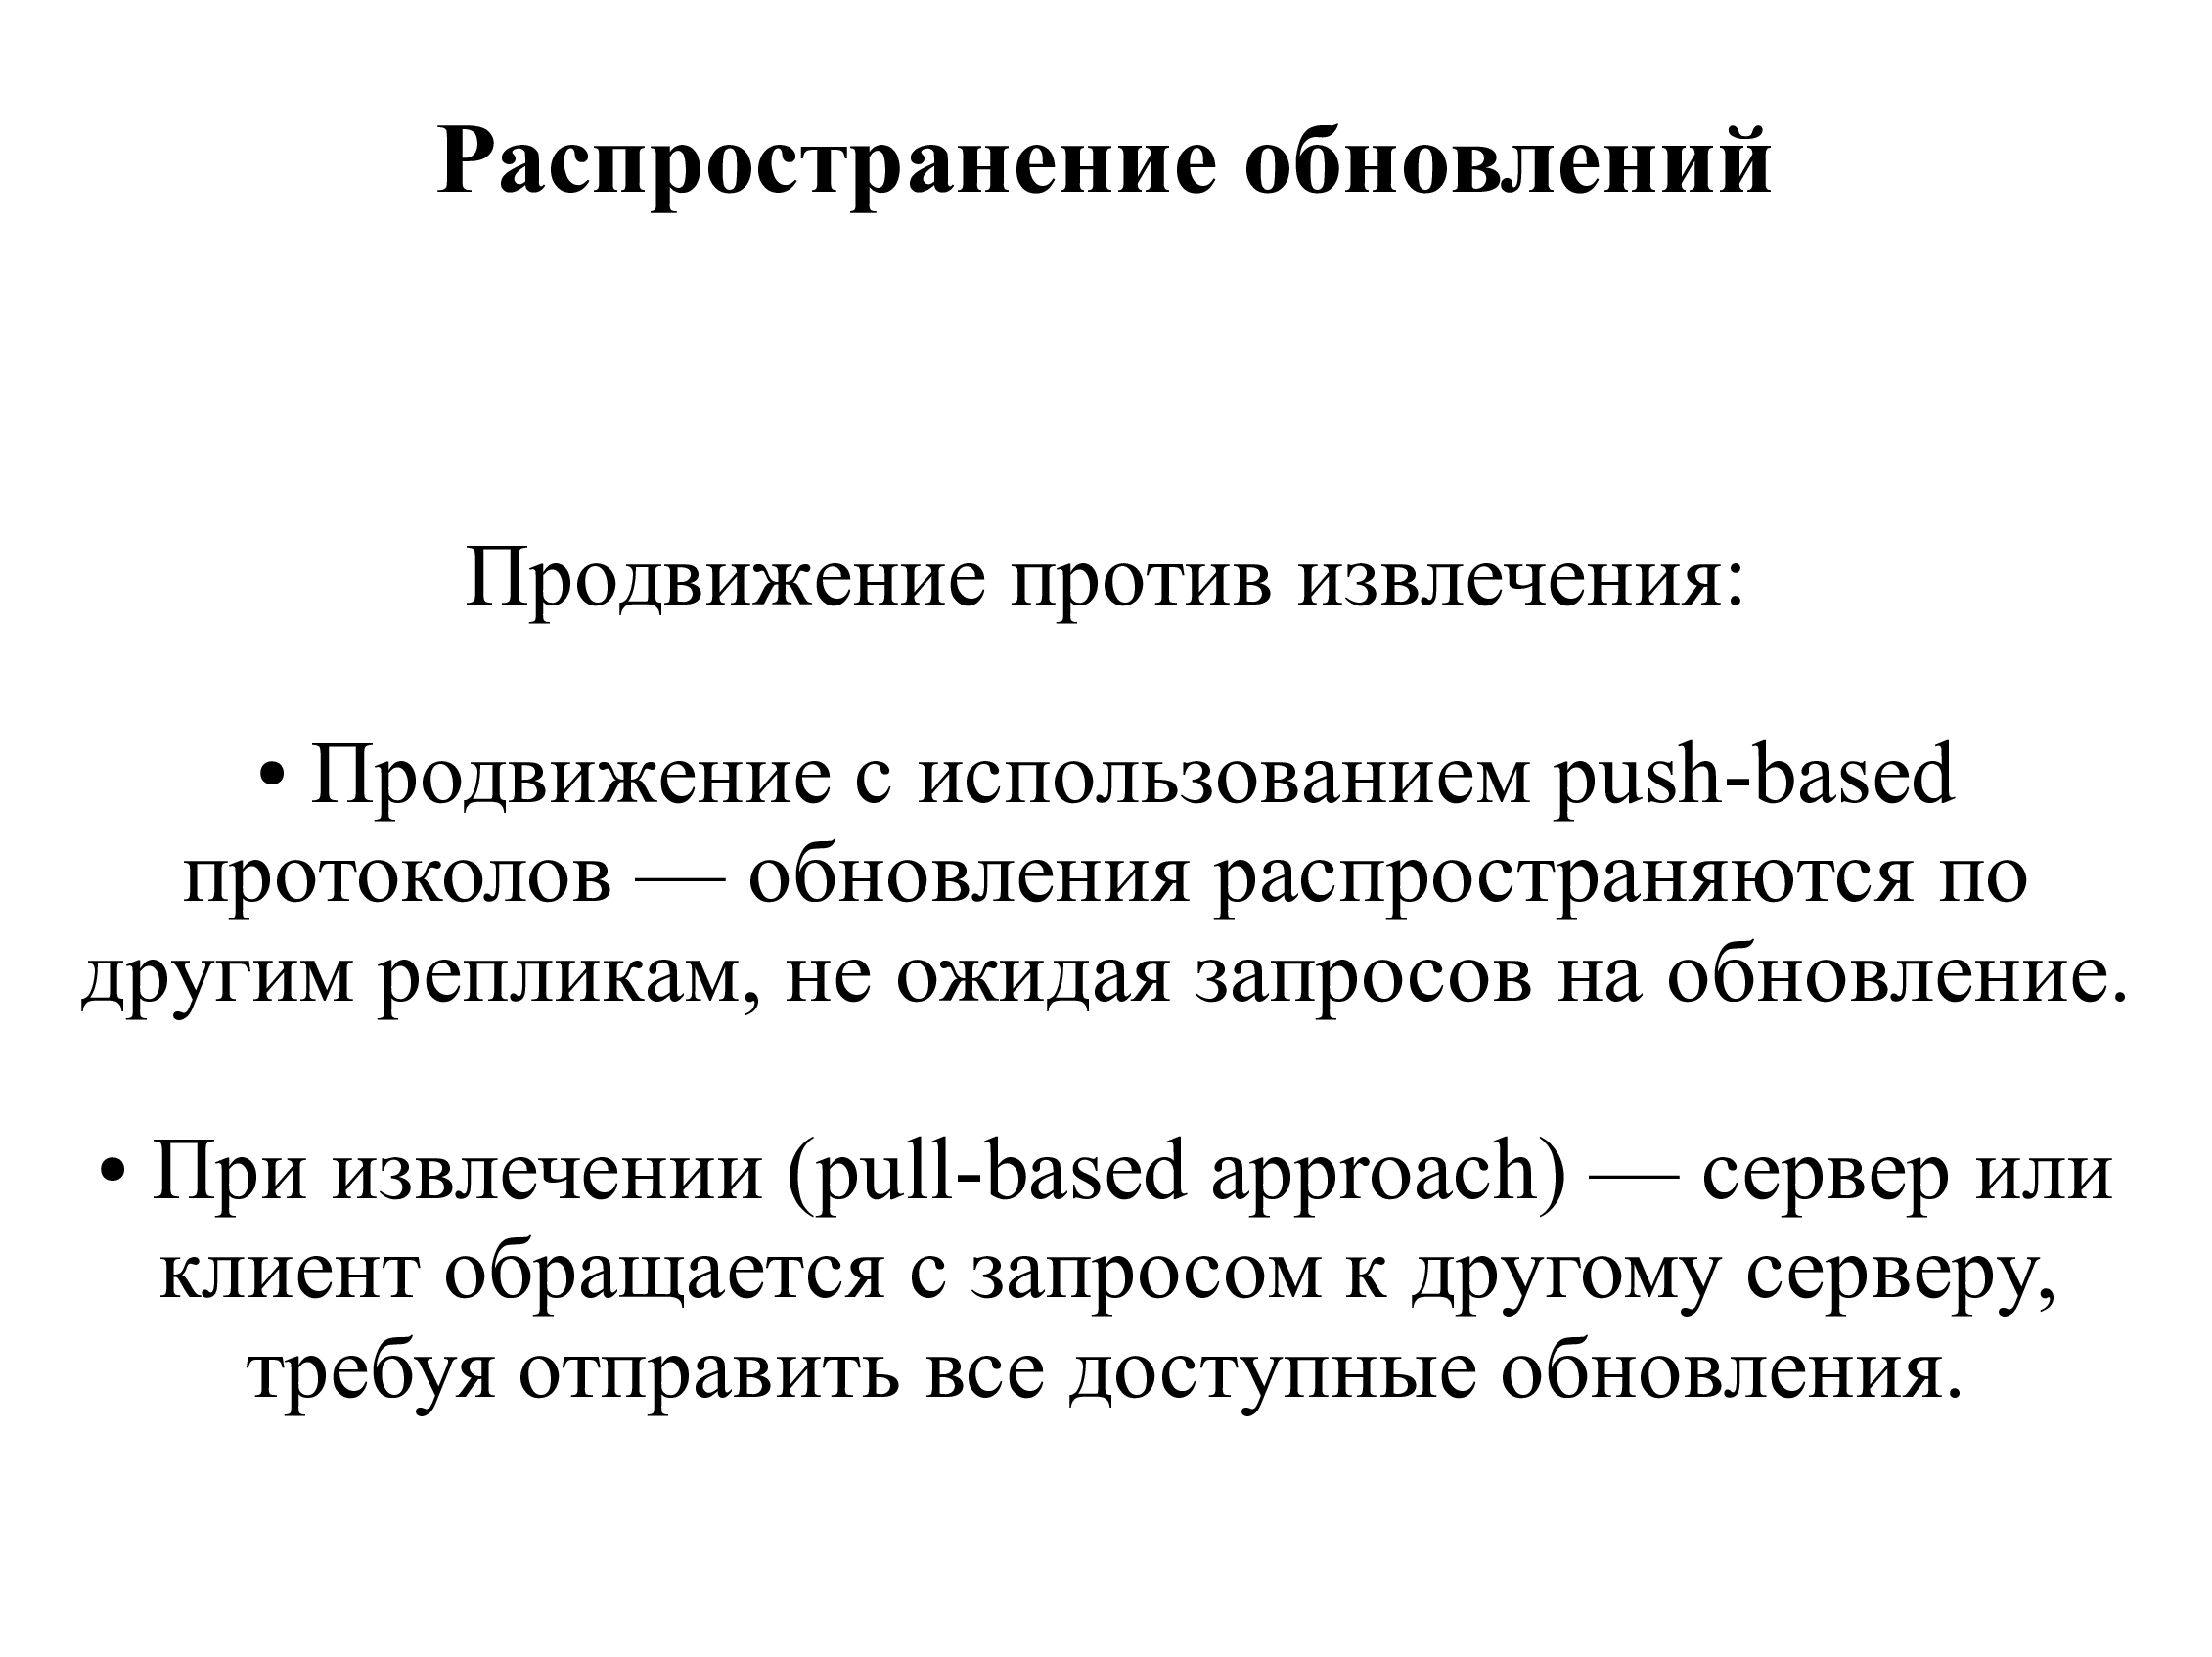 Распространение обновлений
Продвижение против извлечения:
• Продвижение с использованием push-based
протоколов — обновления распространяются по
другим репликам, не ожидая запросов на обновление.
• При извлечении (pull-based approach) — сервер или
клиент обращается с запросом к другому серверу,
требуя отправить все доступные обновления.